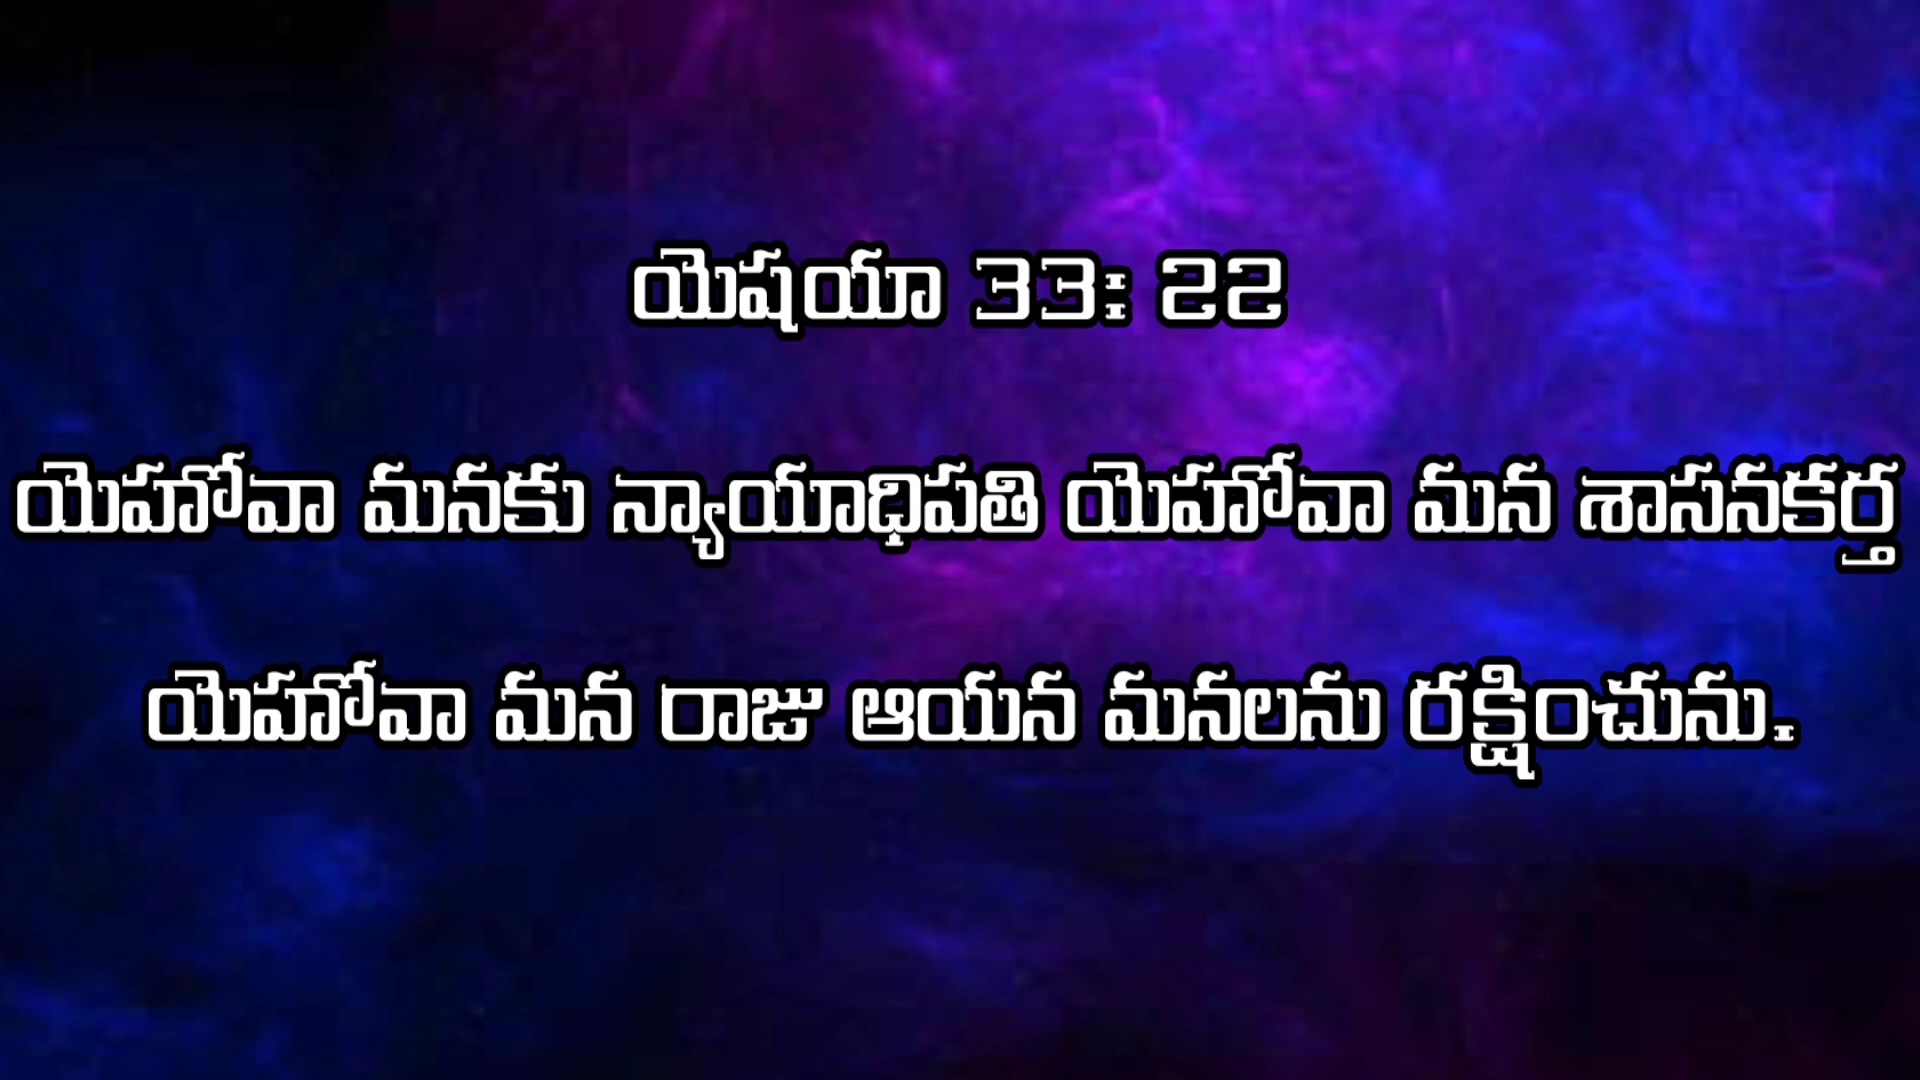 యెషయా 33: 22
యెహోవా మనకు న్యాయాధిపతి యెహోవా మన శాసనకర్త
యెహోవా మన రాజు ఆయన మనలను రక్షించును.